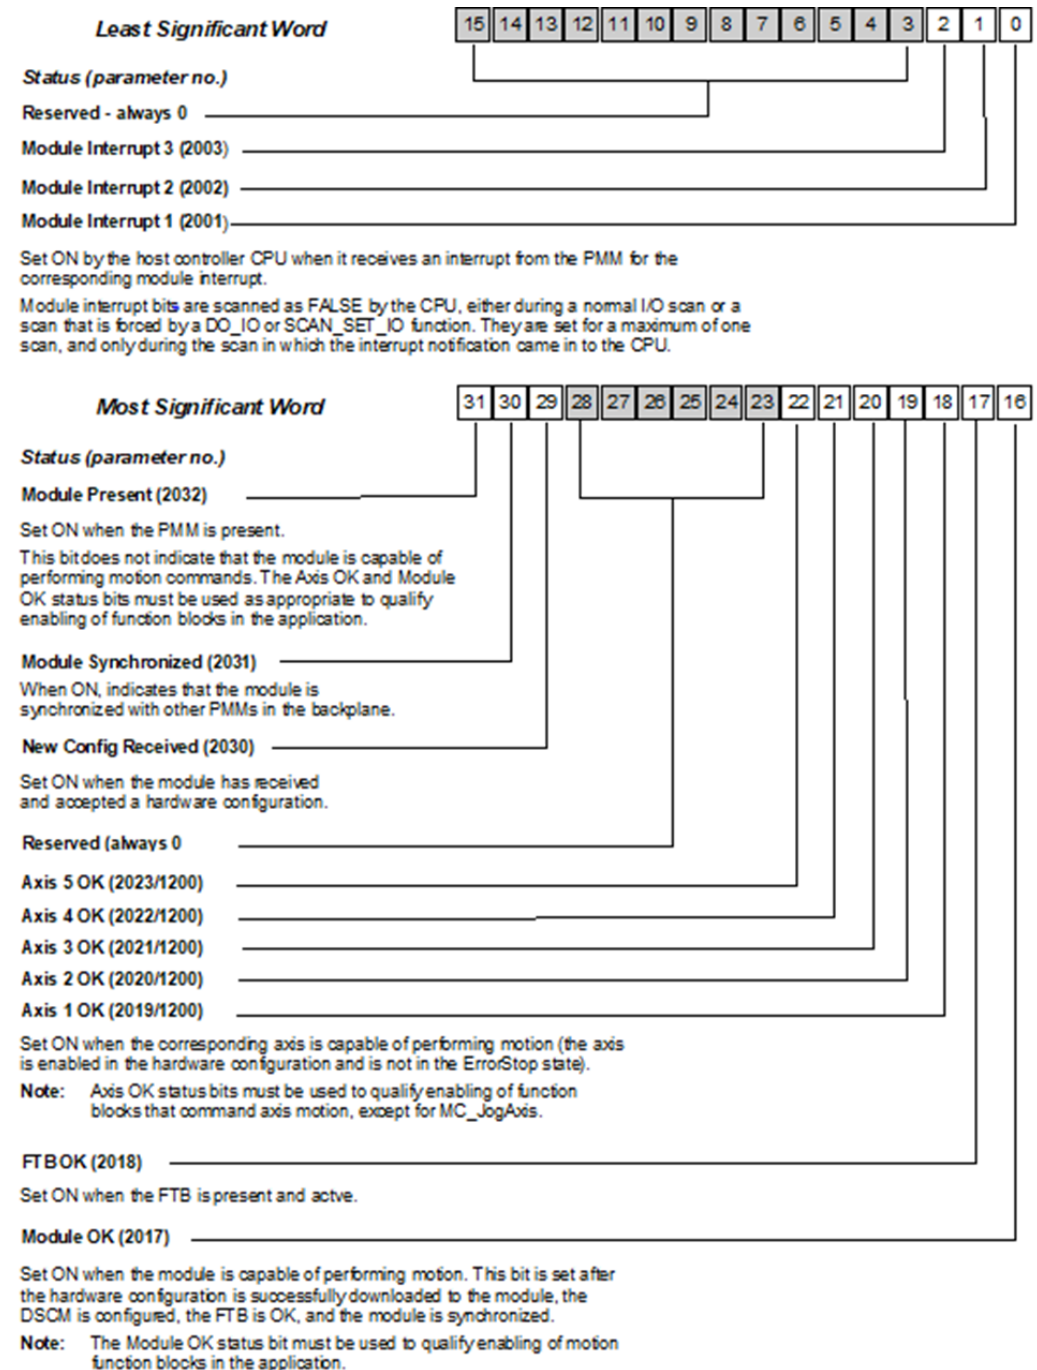 Least Significant Word
15 14 13 12 11 10 9 8 7 6 5 4 3 2 1 0
Status (parameter no.)
Reserved - always 0
Module Interrupt 3 (2003)
Module Interrupt 2 (2002)
Module Interrupt 1 (2001)
Set ON by the host controller CPU when it receives an interrupt from the PMM for the
corresponding module interrupt.
Module interrupt bits are scanned as FALSE by the CPU, either during a normal I/O scan or a
scan that is forced by a DO_IO or SCAN_SET_IO function. They are set for a maximum of one
scan, and only during the scan in which the interrupt notification came in to the CPU.
Most Significant Word
31 30 29 28 27 26 25 24 23 22 21 20 19 18 17 16
Status (parameter no.)
Module Present (2032)
Set ON when the PMM is present.
This bit does not indicate that the module is capable of
performing motion commands. The Axis OK and Module
OK status bits must be used as appropriate to qualify
enabling of function blocks in the application.
Module Synchronized (2031)
When ON, indicates that the module is
synchronized with other PMMs in the backplane.
New Config Received (2030)
Set ON when the module has received
and accepted a hardware configuration.
Reserved (always 0
Axis 5 OK (2023/1200)
Axis 4 OK (2022/1200)
Axis 3 OK (2021/1200)
Axis 2 OK (2020/1200)
Axis 1 OK (2019/1200)
Set ON when the corresponding axis is capable of performing motion (the axis
is enabled in the hardware configuration and is not in the ErrorStop state).
Note: Axis OK status bits must be used to qualify enabling of function
blocks that command axis motion, except for MC_JogAxis.
FTB OK (2018)
Set ON when the FTB is present and actve.
Module OK (2017)
Set ON when the module is capable of performing motion. This bit is set after
the hardware configuration is successfully downloaded to the module, the
DSCM is configured, the FTB is OK, and the module is synchronized.
Note: The Module OK status bit must be used to qualify enabling of motion
function blocks in the application.